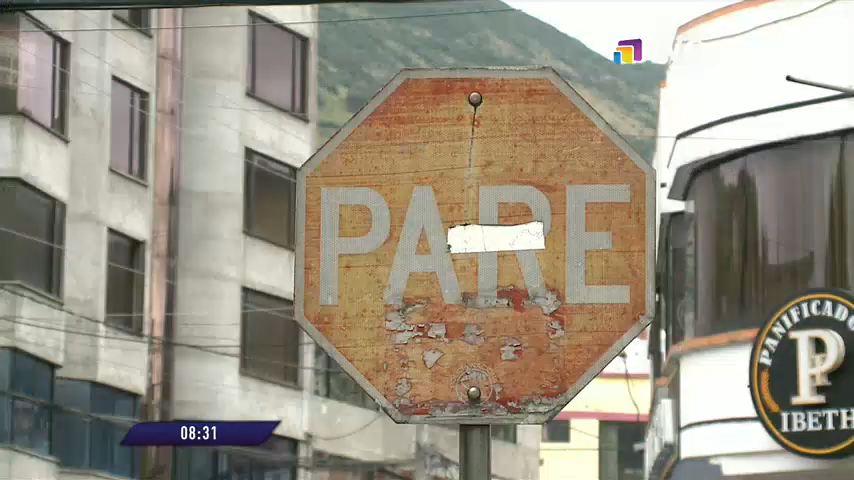 PARE
08:31
PANIFICADO
P
IBETH